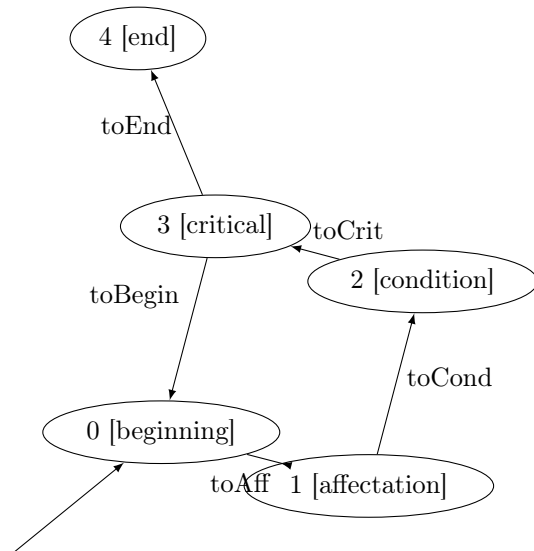 4 [end]
toEnd
3 [critical]
toCrit
2 [condition]
toBegin
toCond
0 [beginning]
toAff
1 [affectation]